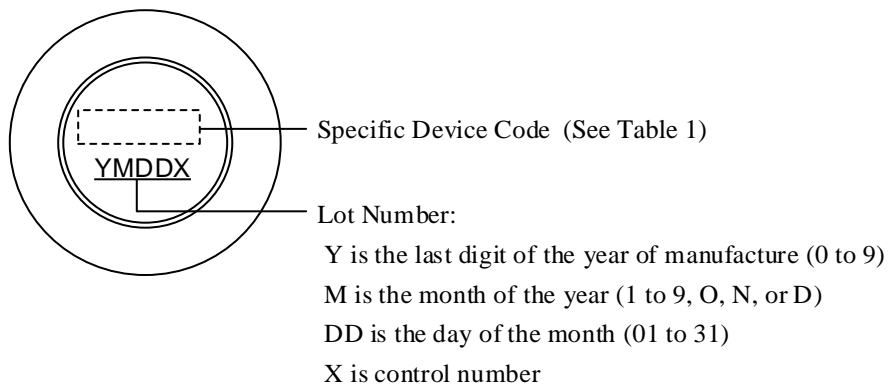 Specific Device Code (See Table 1)
YMDDX
Lot Number:
Y is the last digit of the year of manufacture (0 to 9)
M is the month of the year (1 to 9, O, N, or D)
DD is the day of the month (01 to 31)
X is control number